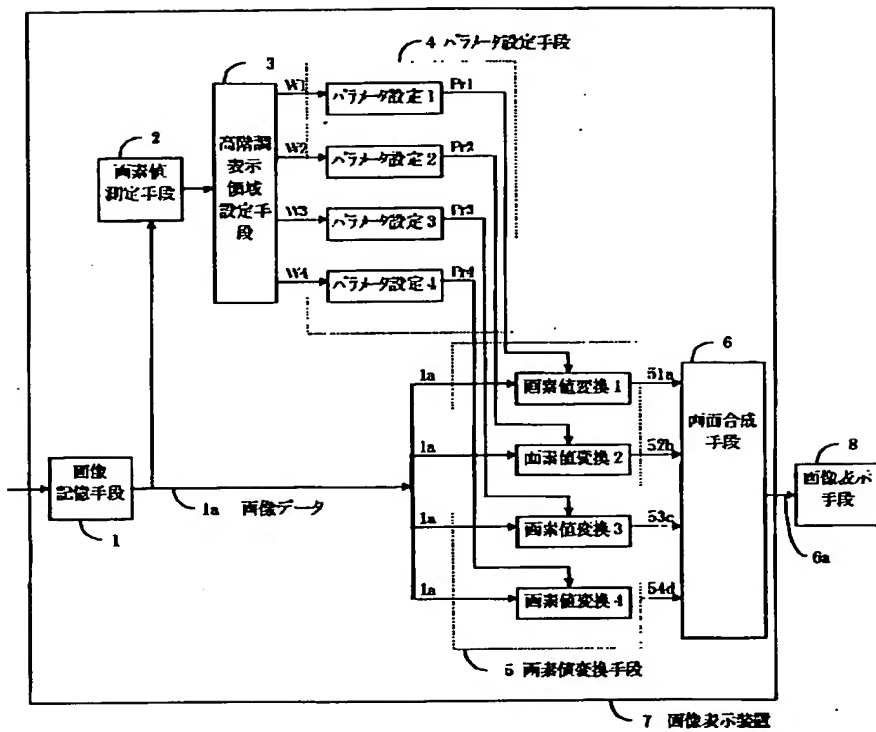 4 パラメータ設定手段
3
W1
パラメータ設定1
Pr1
2
高階調
表示
領域
設定手
段
W2
パラメータ設定2
Pr2
画素値
測定手段
W3
パラメータ設定3
Pr3
W4
パラメータ設定4
Pr4
6
1a
画素値変換1
51a
画面合成
手段
1a
画素値変換2
52b
8
画像表示
手段
画像
記憶手段
1a 画像データ
1a
画素値変換3
53c
1
6a
1a
画素値変換4
54d
5 画素値変換手段
7 画像表示装置